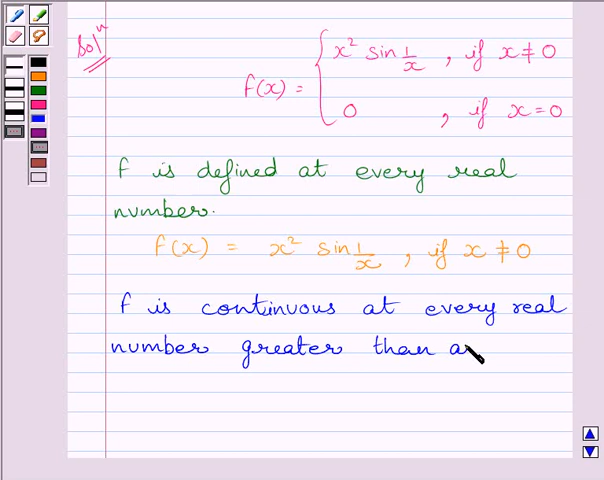 Solⁿ
f(x) = { x² sin 1/x , if x ≠ 0
0 , if x = 0
f is defined at every real
number.
f(x) = x² sin 1/x , if x ≠ 0
f is continuous at every real
number greater than a